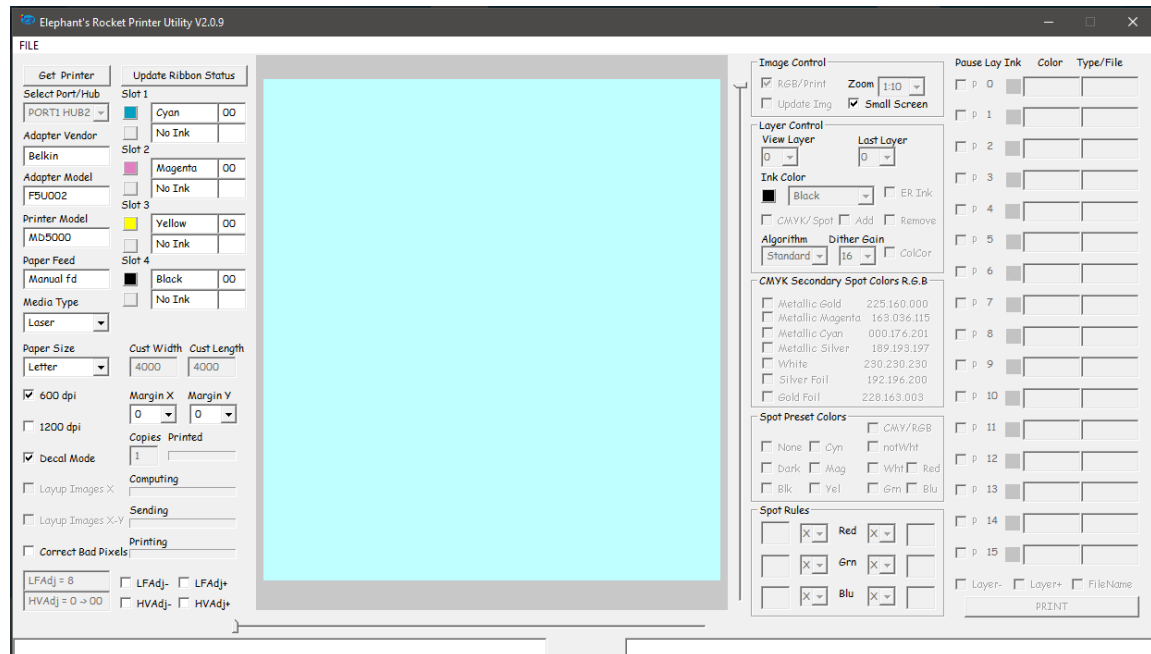 Elephant's Rocket Printer Utility V2.0.9
FILE
Get Printer
Update Ribbon Status
Select Port/Hub
PORT1 HUB2
Adapter Vendor
Belkin
Adapter Model
F5U002
Printer Model
MD5000
Paper Feed
Manual fd
Media Type
Laser
Paper Size
Letter
600 dpi
1200 dpi
Decal Mode
Layup Images X
Layup Images X-Y
Correct Bad Pixels
LFAdj = 8
HVAdj = 0 -> 00
Slot 1
Cyan 00
No Ink
Slot 2
Magenta 00
No Ink
Slot 3
Yellow 00
No Ink
Slot 4
Black 00
No Ink
Cust Width Cust Length
4000 4000
Margin X Margin Y
0 0
Copies Printed
1
Computing
Sending
Printing
LFAdj- LFAdj+
HVAdj- HVAdj+
Image Control
RGB/Print Zoom 1:10
Update Img Small Screen
Layer Control
View Layer Last Layer
0 0
Ink Color
Black ER Ink
CMYK/Spot Add Remove
Algorithm Dither Gain
Standard 16 ColCor
CMYK Secondary Spot Colors R.G.B
Metallic Gold 225.160.000
Metallic Magenta 163.036.115
Metallic Cyan 000.176.201
Metallic Silver 189.193.197
White 230.230.230
Silver Foil 192.196.200
Gold Foil 228.163.003
Spot Preset Colors
CMY/RGB
None Cyn notWht
Dark Mag Wht Red
Blk Yel Grn Blu
Spot Rules
X Red X
X Grn X
X Blu X
Pause Lay Ink Color Type/File
P 0
P 1
P 2
P 3
P 4
P 5
P 6
P 7
P 8
P 9
P 10
P 11
P 12
P 13
P 14
P 15
Layer- Layer+ FileName
PRINT